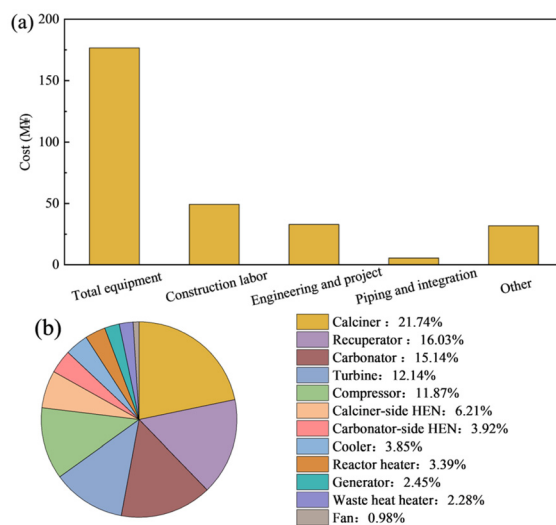 (a)
200
150
100
50
0
Cost (M¥)
Total equipment
Construction labor
Engineering and project
Piping and integration
Other
(b)
Calciner：21.74%
Recuperator：16.03%
Carbonator：15.14%
Turbine：12.14%
Compressor：11.87%
Calciner-side HEN：6.21%
Carbonator-side HEN：3.92%
Cooler：3.85%
Reactor heater：3.39%
Generator：2.45%
Waste heat heater：2.28%
Fan：0.98%